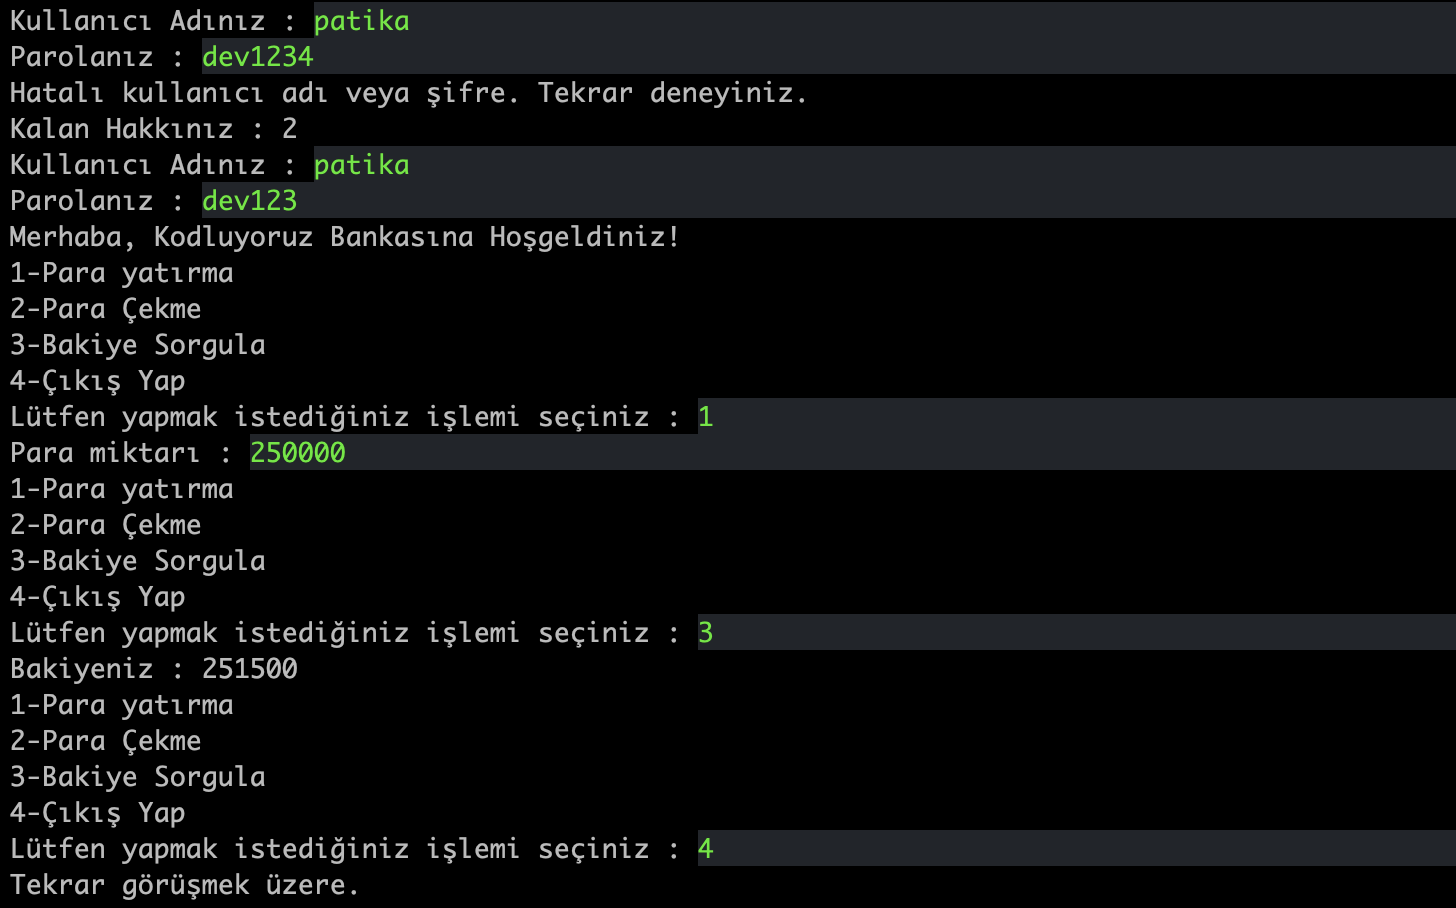 Kullanıcı Adınız : patika
Parolanız : dev1234
Hatalı kullanıcı adı veya şifre. Tekrar deneyiniz.
Kalan Hakkınız : 2
Kullanıcı Adınız : patika
Parolanız : dev123
Merhaba, Kodluyoruz Bankasına Hoşgeldiniz!
1-Para yatırma
2-Para Çekme
3-Bakiye Sorgula
4-Çıkış Yap
Lütfen yapmak istediğiniz işlemi seçiniz : 1
Para miktarı : 250000
1-Para yatırma
2-Para Çekme
3-Bakiye Sorgula
4-Çıkış Yap
Lütfen yapmak istediğiniz işlemi seçiniz : 3
Bakiyeniz : 251500
1-Para yatırma
2-Para Çekme
3-Bakiye Sorgula
4-Çıkış Yap
Lütfen yapmak istediğiniz işlemi seçiniz : 4
Tekrar görüşmek üzere.